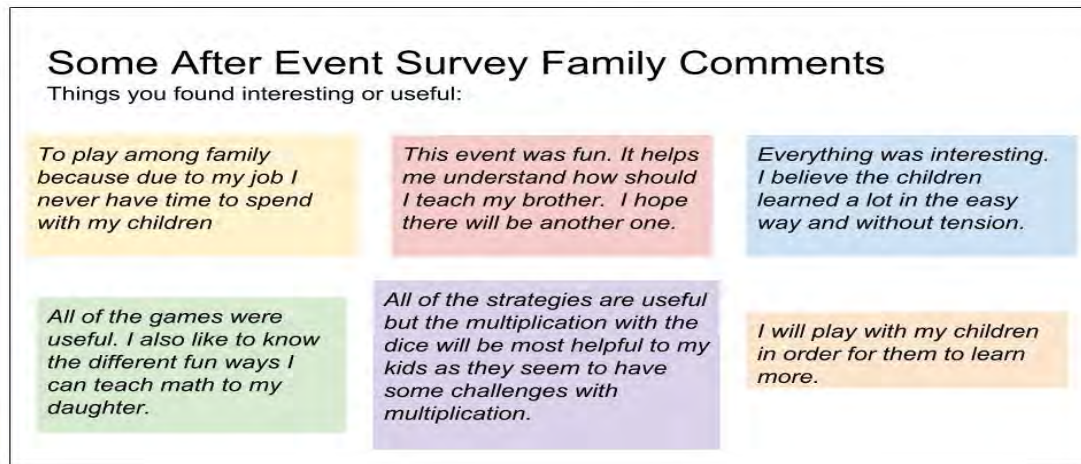 Some After Event Survey Family Comments
Things you found interesting or useful:
To play among family
because due to my job I
never have time to spend
with my children
This event was fun. It helps
me understand how should
I teach my brother.  I hope
there will be another one.
Everything was interesting.
I believe the children
learned a lot in the easy
way and without tension.
All of the games were
useful. I also like to know
the different fun ways I
can teach math to my
daughter.
All of the strategies are useful
but the multiplication with the
dice will be most helpful to my
kids as they seem to have
some challenges with
multiplication.
I will play with my children
in order for them to learn
more.